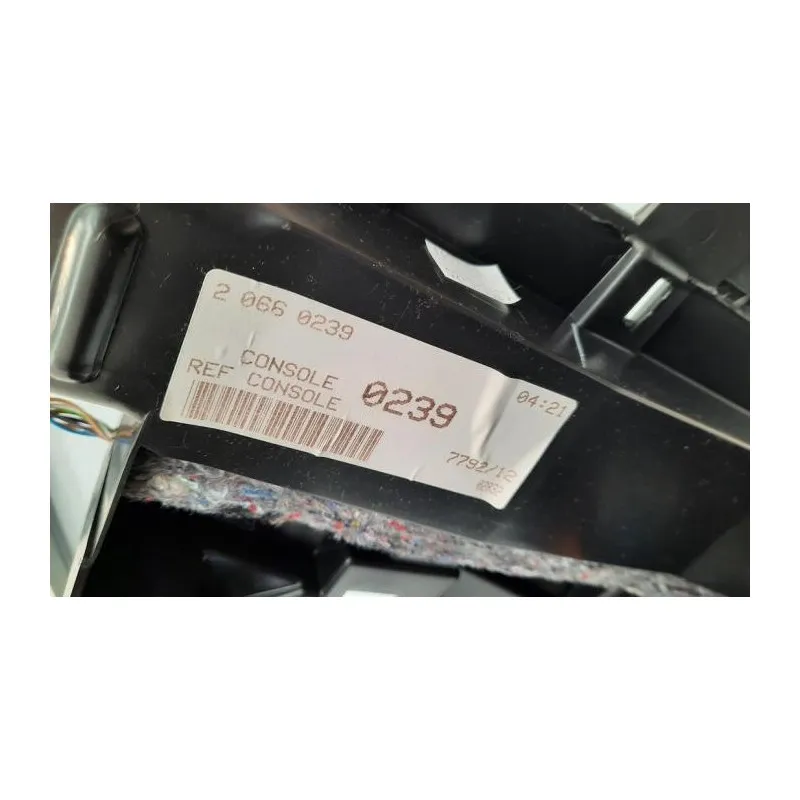 2 066 0239
CONSOLE
REF CONSOLE
0239
04:21
7792/12